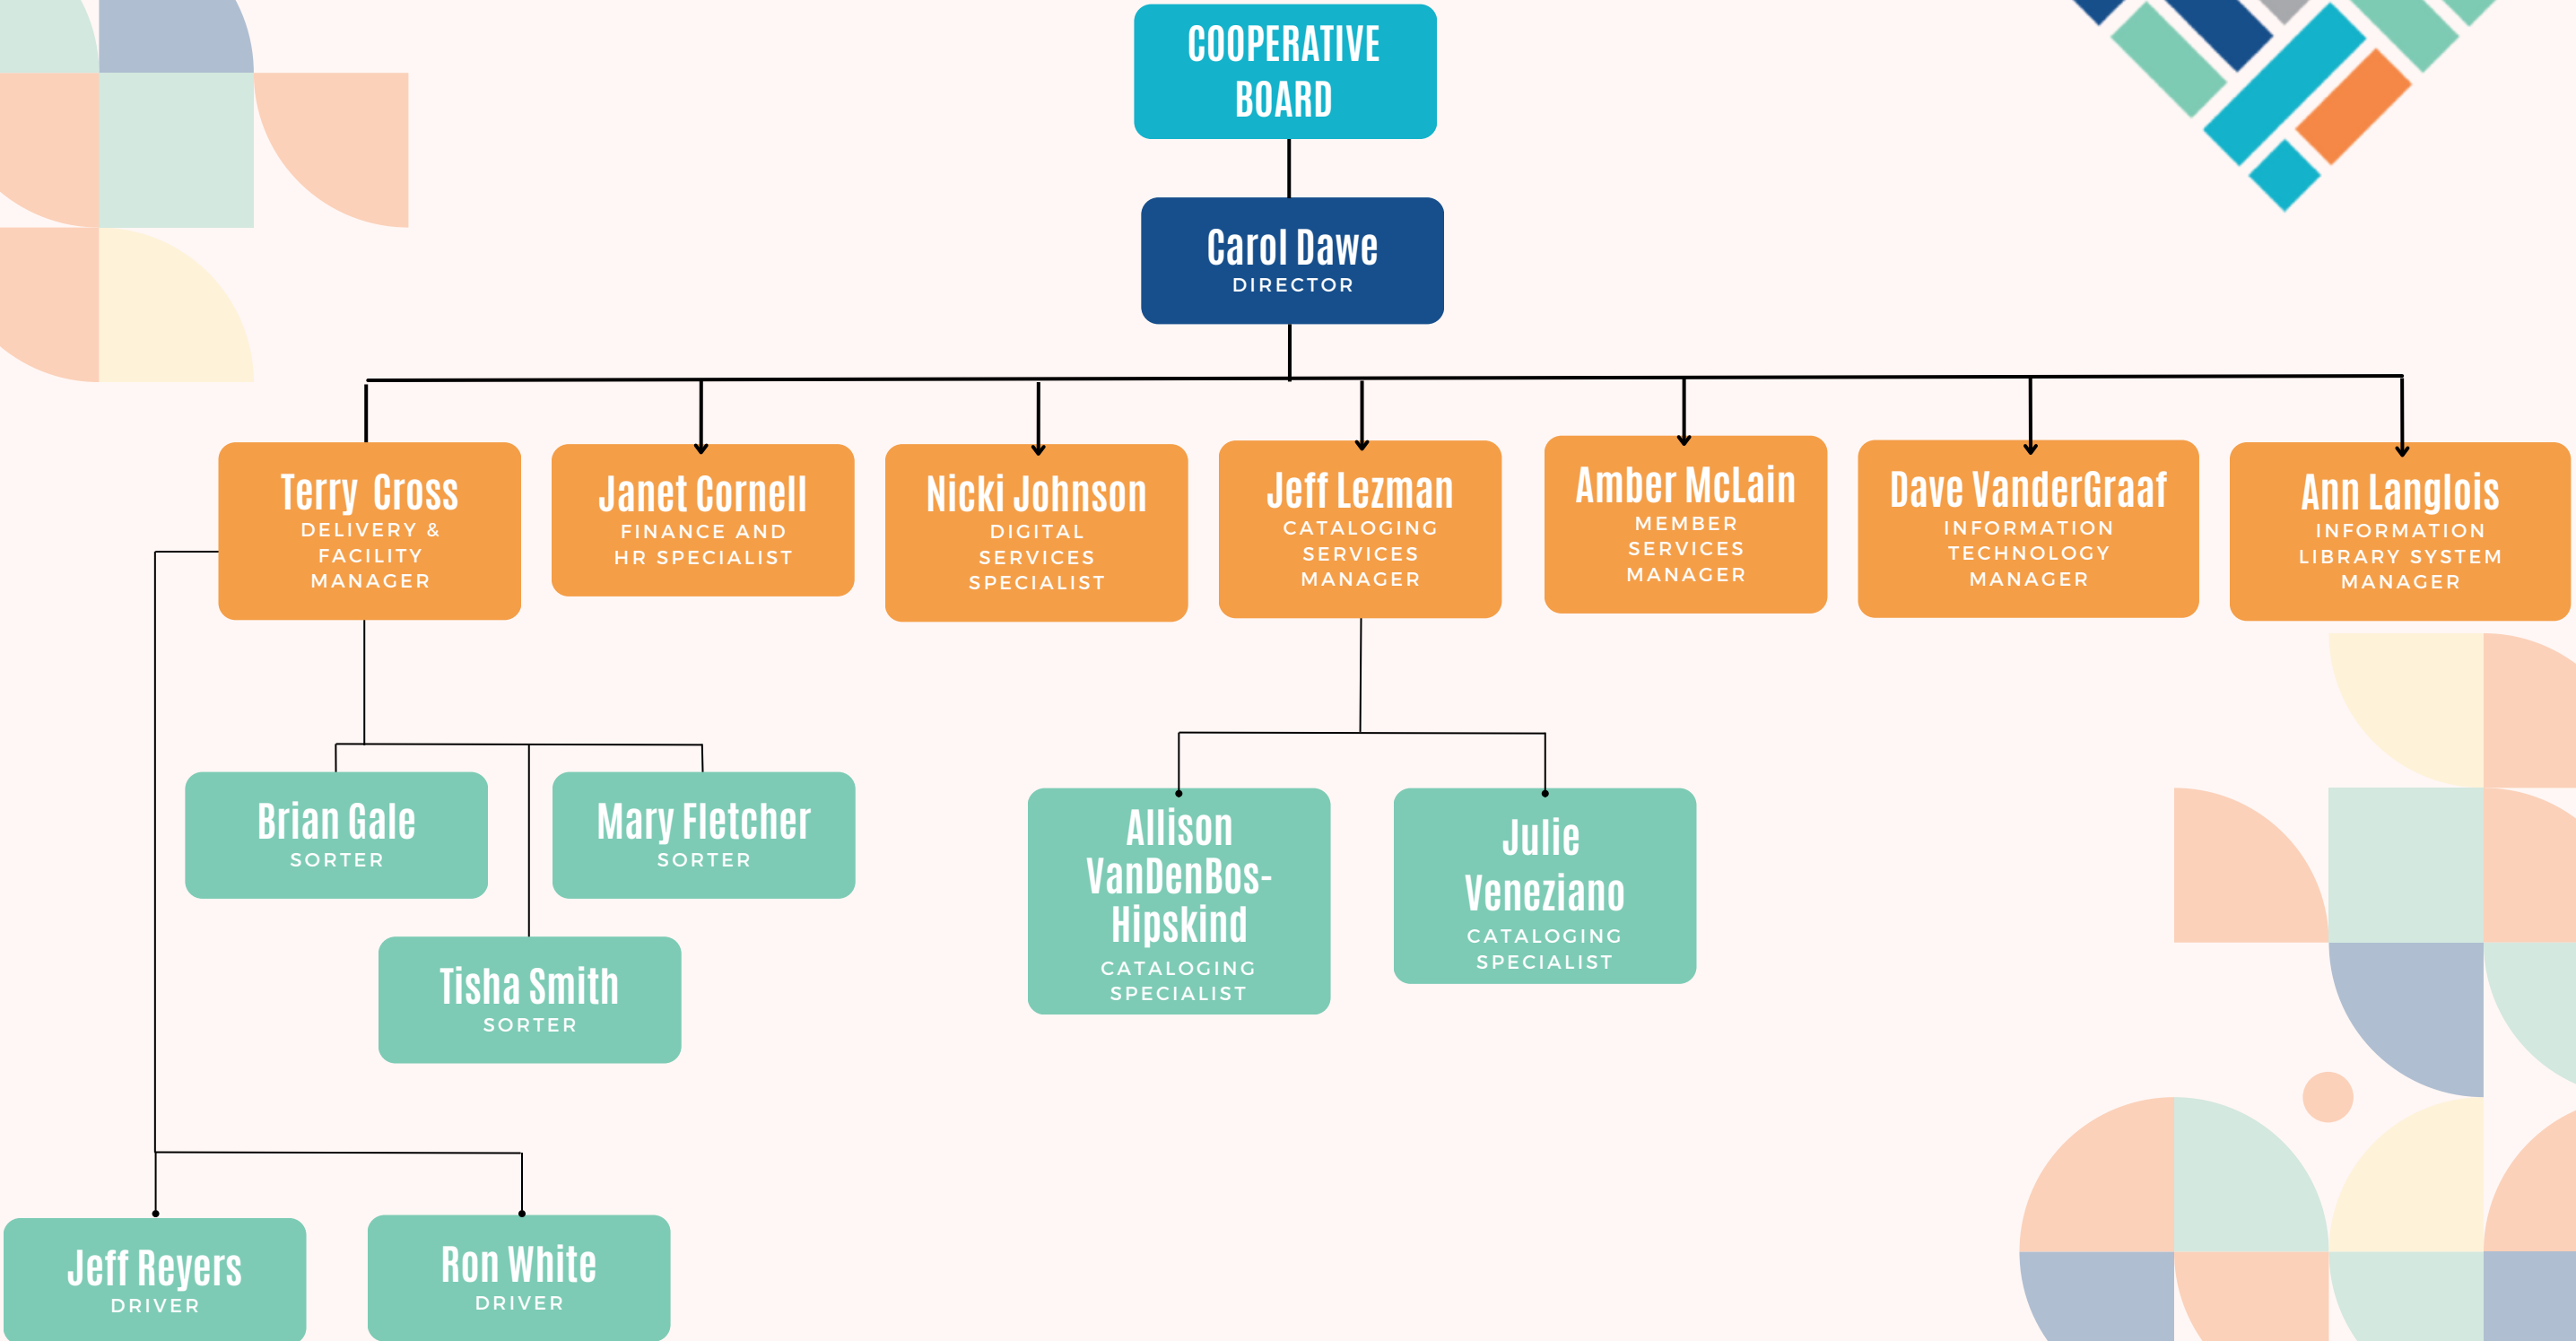 COOPERATIVE
BOARD
Carol Dawe
DIRECTOR
Terry Cross
DELIVERY &
FACILITY
MANAGER
Janet Cornell
FINANCE AND
HR SPECIALIST
Nicki Johnson
DIGITAL
SERVICES
SPECIALIST
Jeff Lezman
CATALOGING
SERVICES
MANAGER
Amber McLain
MEMBER
SERVICES
MANAGER
Dave VanderGraaf
INFORMATION
TECHNOLOGY
MANAGER
Ann Langlois
INFORMATION
LIBRARY SYSTEM
MANAGER
Brian Gale
SORTER
Mary Fletcher
SORTER
Tisha Smith
SORTER
Allison
VanDenBos-
Hipskind
CATALOGING
SPECIALIST
Julie
Veneziano
CATALOGING
SPECIALIST
Jeff Reyers
DRIVER
Ron White
DRIVER